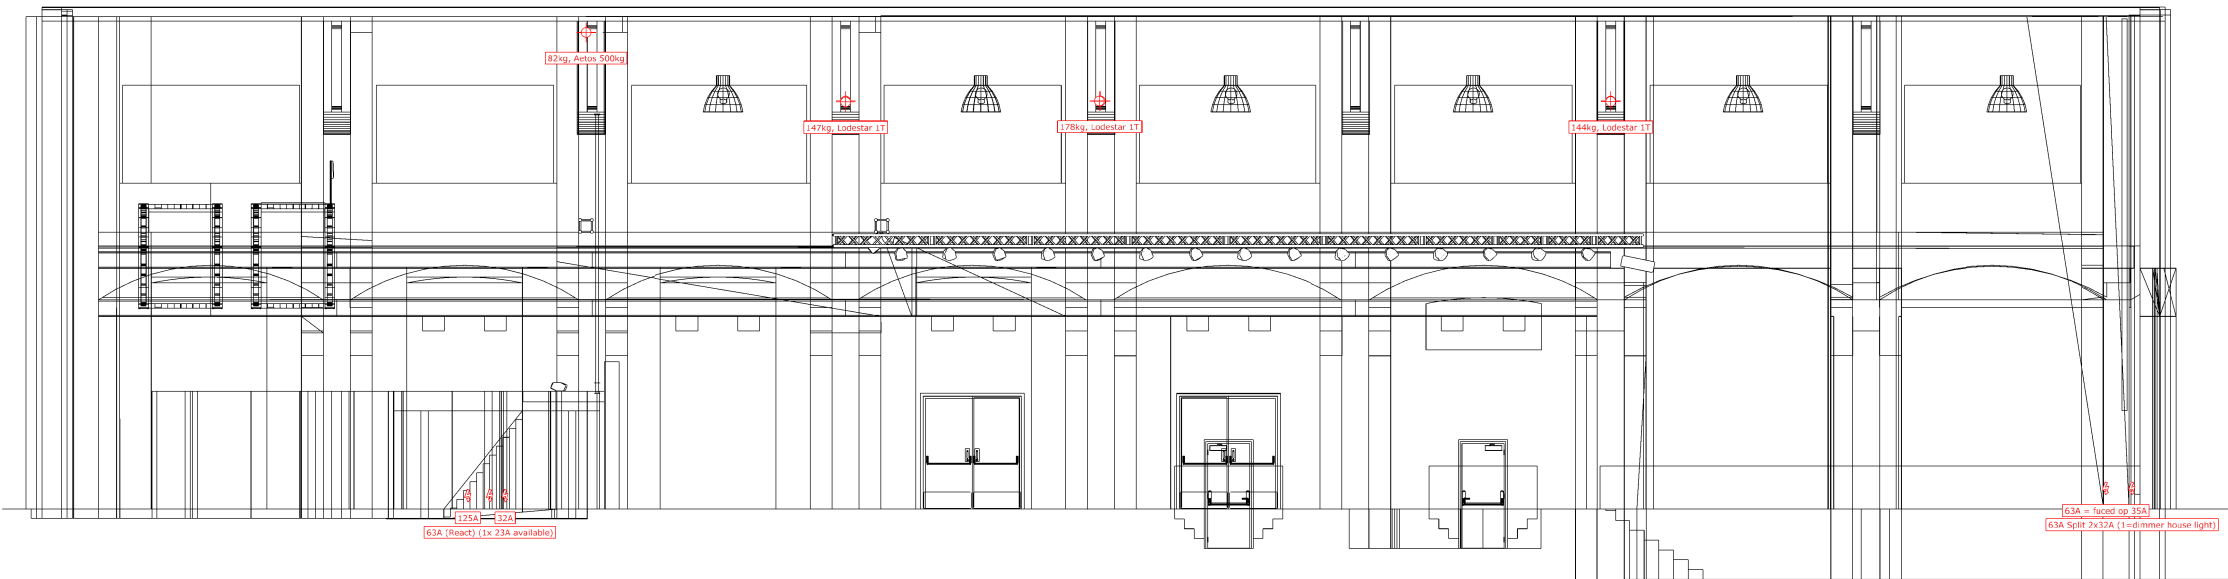 82kg, Aetos 500kg
147kg, Lodestar 1T
178kg, Lodestar 1T
144kg, Lodestar 1T
125A
32A
63A (React) (1x 23A available)
63A = fuced op 35A
63A Split 2x32A (1=dimmer house light)